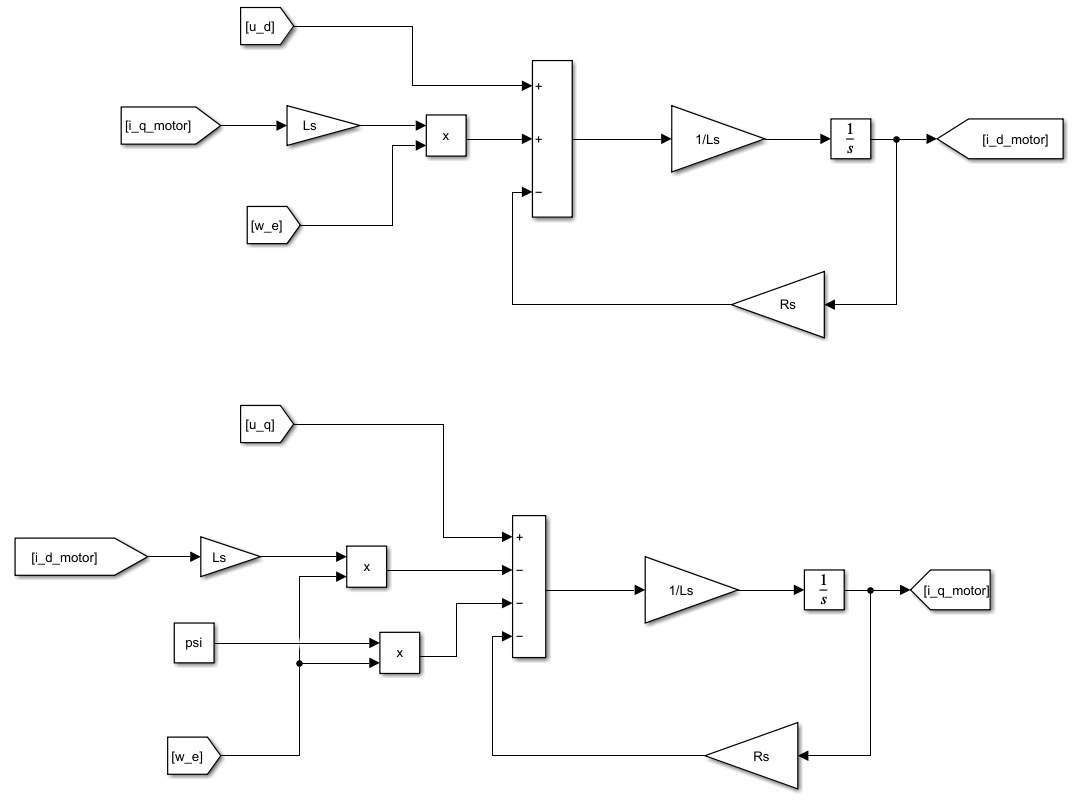 [u_d]
+
[i_q_motor]
Ls
x
+
1/Ls
1
s
[i_d_motor]
−
[w_e]
Rs
[u_q]
+
[i_d_motor]
Ls
x
−
1/Ls
1
s
[i_q_motor]
−
psi
x
−
[w_e]
Rs